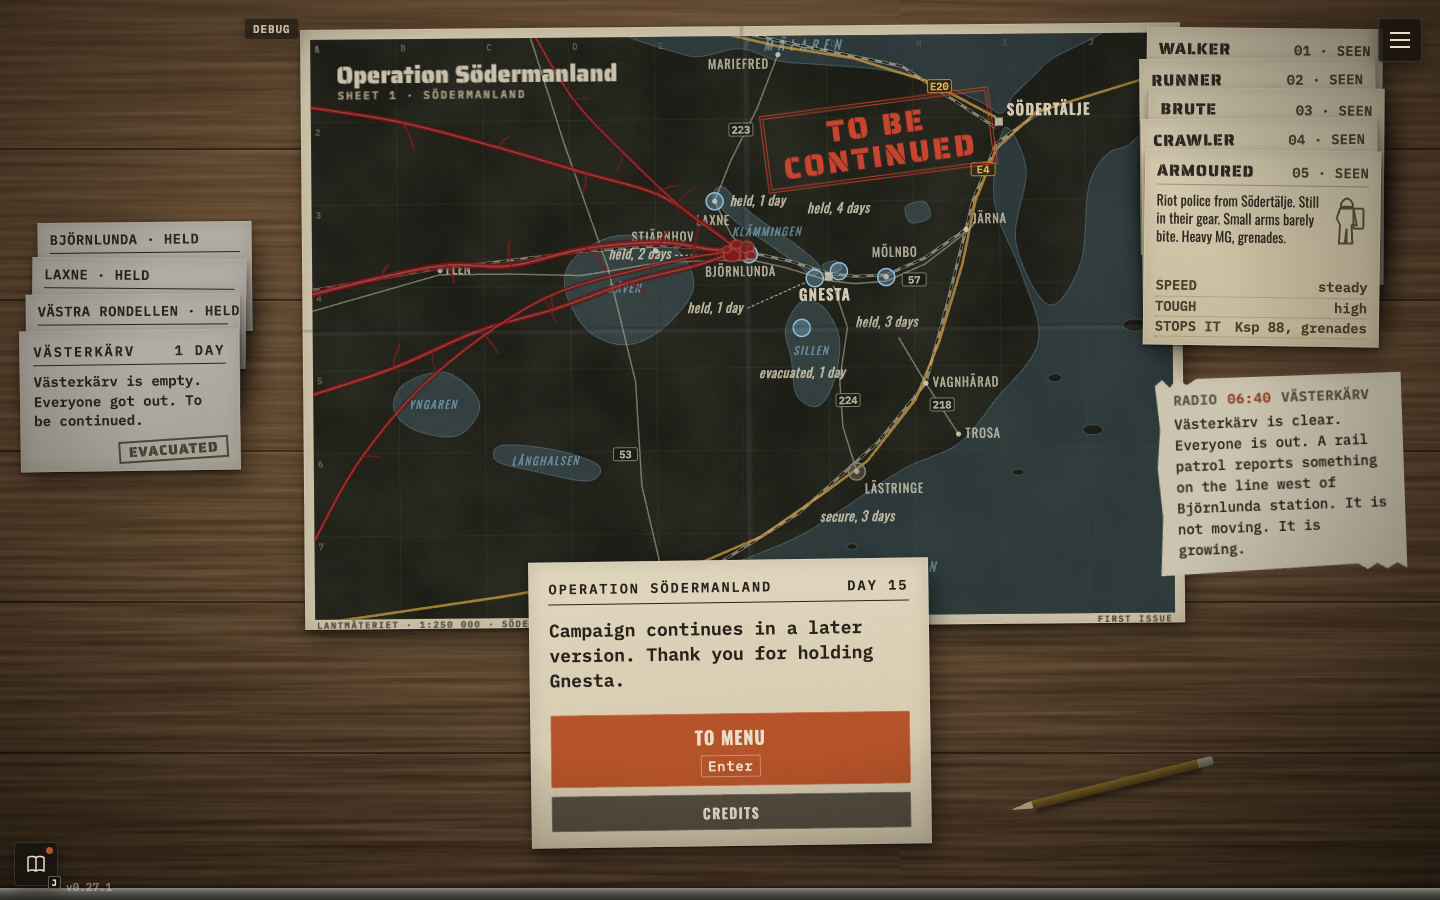 DEBUG
A
B
C
D
E
F
H
I
J
2
3
4
5
6
7
Operation Södermanland
SHEET 1 · SÖDERMANLAND
MÄLAREN
MARIEFRED
E20
SÖDERTÄLJE
223
TO BE
CONTINUED
E4
held, 1 day
held, 4 days
LAXNE
KLÄMMINGEN
JÄRNA
STJÄRNHOV
held, 2 days
MÖLNBO
BJÖRNLUNDA
57
GNESTA
held, 1 day
held, 3 days
SILLEN
evacuated, 1 day
VAGNHÄRAD
YNGAREN
224
218
TROSA
53
LÅNGHALSEN
LÄSTRINGE
secure, 3 days
LANTMÄTERIET · 1:250 000 · SÖDE
FIRST ISSUE
BJÖRNLUNDA · HELD
LAXNE · HELD
VÄSTRA RONDELLEN · HELD
VÄSTERKÄRV 1 DAY
Västerkärv is empty.
Everyone got out. To
be continued.
EVACUATED
WALKER 01 · SEEN
RUNNER 02 · SEEN
BRUTE 03 · SEEN
CRAWLER 04 · SEEN
ARMOURED 05 · SEEN
Riot police from Södertälje. Still
in their gear. Small arms barely
bite. Heavy MG, grenades.
SPEED steady
TOUGH high
STOPS IT Ksp 88, grenades
RADIO 06:40 VÄSTERKÄRV
Västerkärv is clear.
Everyone is out. A rail
patrol reports something
on the line west of
Björnlunda station. It is
not moving. It is
growing.
OPERATION SÖDERMANLAND DAY 15
Campaign continues in a later
version. Thank you for holding
Gnesta.
TO MENU
Enter
CREDITS
J
v0.27.1